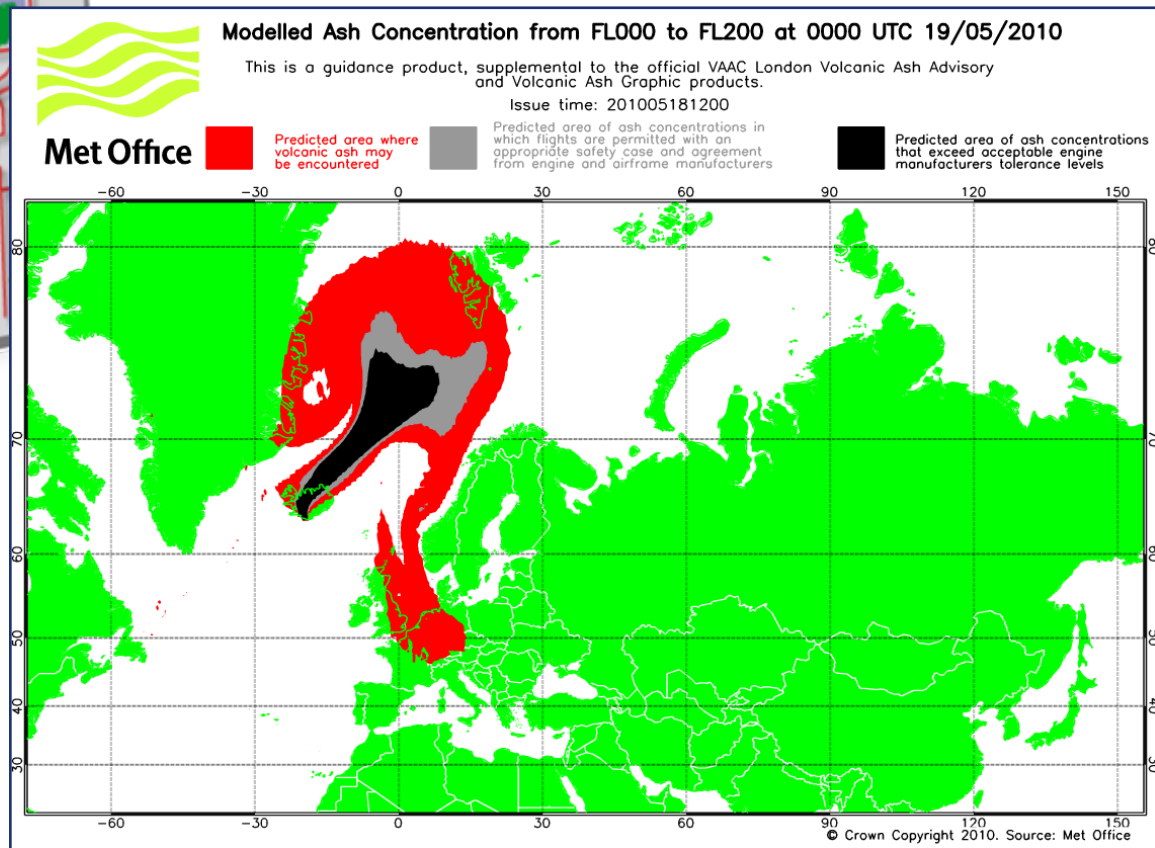 Modelled Ash Concentration from FL000 to FL200 at 0000 UTC 19/05/2010
This is a guidance product, supplemental to the official VAAC London Volcanic Ash Advisory
and Volcanic Ash Graphic products.
Issue time: 201005181200
Met Office
Predicted area where
volcanic ash may
be encountered
Predicted area of ash concentrations in
which flights are permitted with an
appropriate safety case and agreement
from engine and airframe manufacturers
Predicted area of ash concentrations
that exceed acceptable engine
manufacturers tolerance levels
-60 -30 0 30 60 90 120 150
80
70
60
50
40
30
-60 -30 0 30 60 90 120 150
© Crown Copyright 2010. Source: Met Office